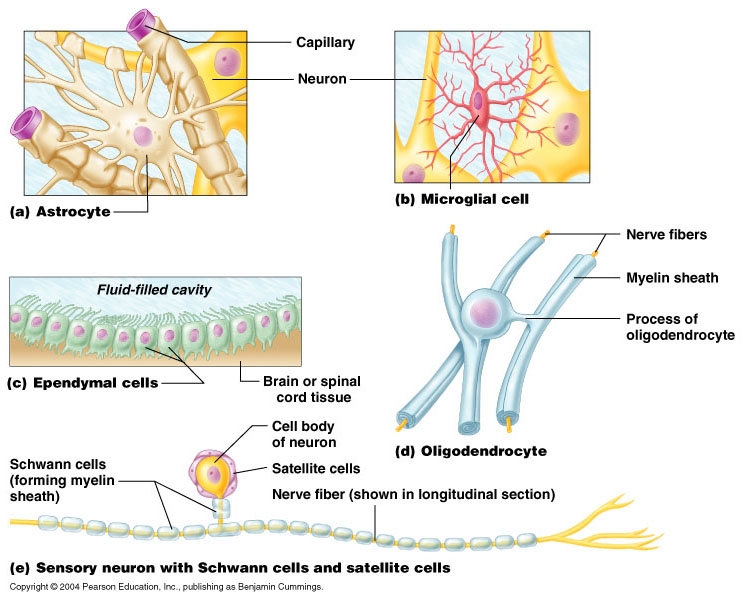 Capillary
Neuron
(a) Astrocyte
(b) Microglial cell
Fluid-filled cavity
(c) Ependymal cells
Brain or spinal
cord tissue
Nerve fibers
Myelin sheath
Process of
oligodendrocyte
(d) Oligodendrocyte
Cell body
of neuron
Schwann cells
(forming myelin
sheath)
Satellite cells
Nerve fiber (shown in longitudinal section)
(e) Sensory neuron with Schwann cells and satellite cells
Copyright © 2004 Pearson Education, Inc., publishing as Benjamin Cummings.